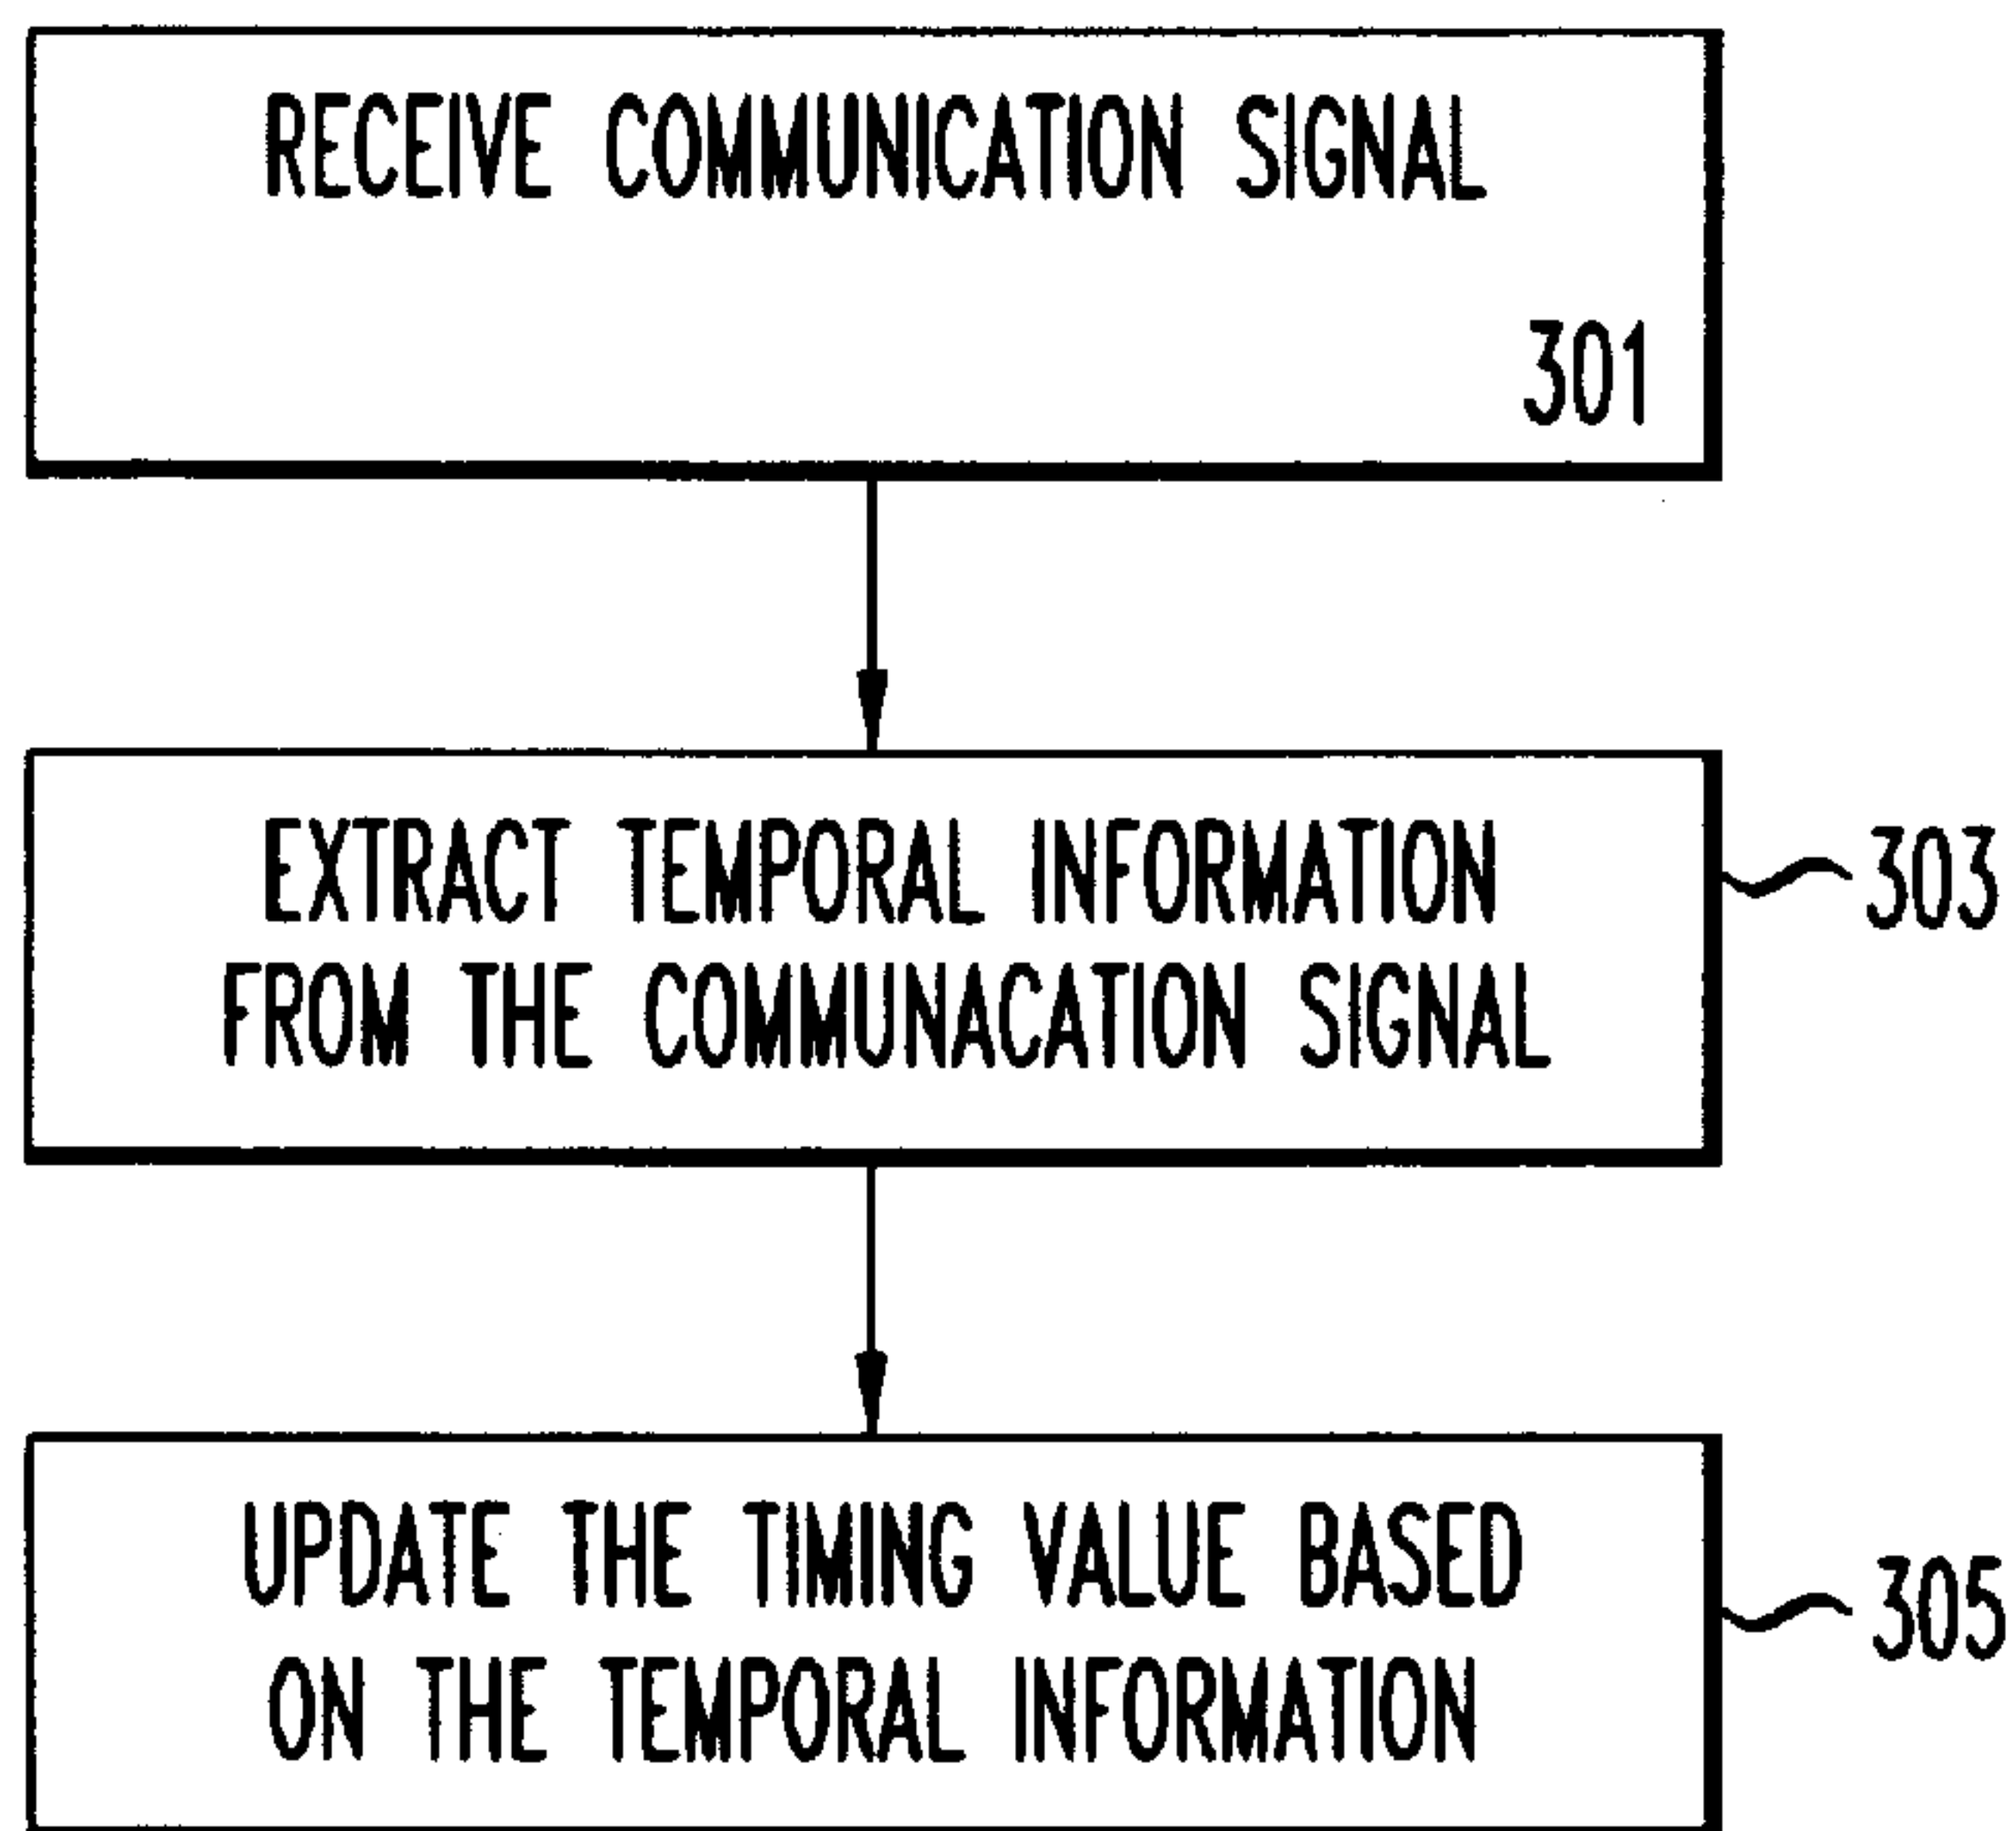 RECEIVE COMMUNICATION SIGNAL
301
EXTRACT TEMPORAL INFORMATION
FROM THE COMMUNACATION SIGNAL
303
UPDATE THE TIMING VALUE BASED
ON THE TEMPORAL INFORMATION
305